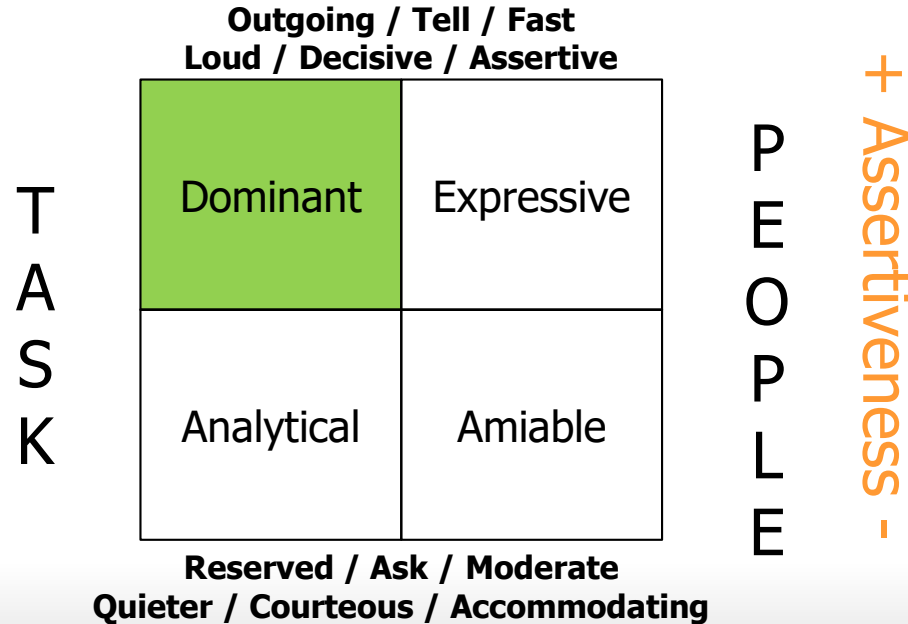 Outgoing / Tell / Fast
Loud / Decisive / Assertive
TASK
Dominant
Expressive
Analytical
Amiable
PEOPLE
+ Assertiveness -
Reserved / Ask / Moderate
Quieter / Courteous / Accommodating